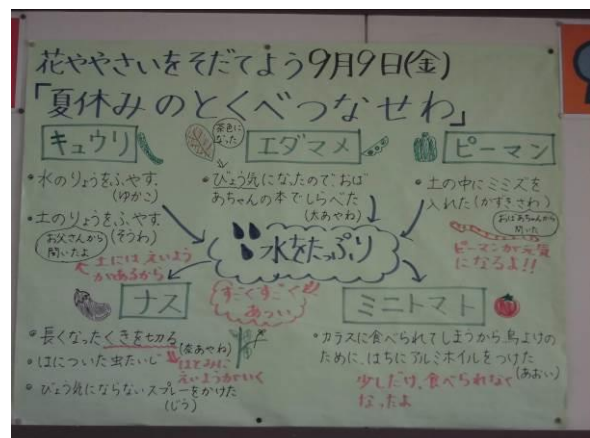 花ややさいをそだてよう9月9日(金)
「夏休みのとくべつなせわ」
キュウリ
・水のりょうをふやす。
(ゆかこ)
・土のりょうをふやす。
(そうわ)
お父さんから
聞いたよ
土にはえいよう
があるから
茶色に
なった
エダマメ
・びょう気になったので、おば
あちゃんの本でしらべた
(太あやね)
ピーマン
・土の中にミミズを
入れた(かずきさわ)
おばあちゃんから
聞いた
ピーマンが元気
になるよ!!
水をたっぷり
すごくすごく
あつい
ナス
・長くなったくきを切る
・はについた虫たいじ
はとみに
えいようがいく
・びょう気にならないスプレーをかけた
(じう)
ミニトマト
・カラスに食べられてしまうから鳥よけの
ために、はちにアルミホイルをつけた
(あおい)
少しだけ、食べられなく
なったよ